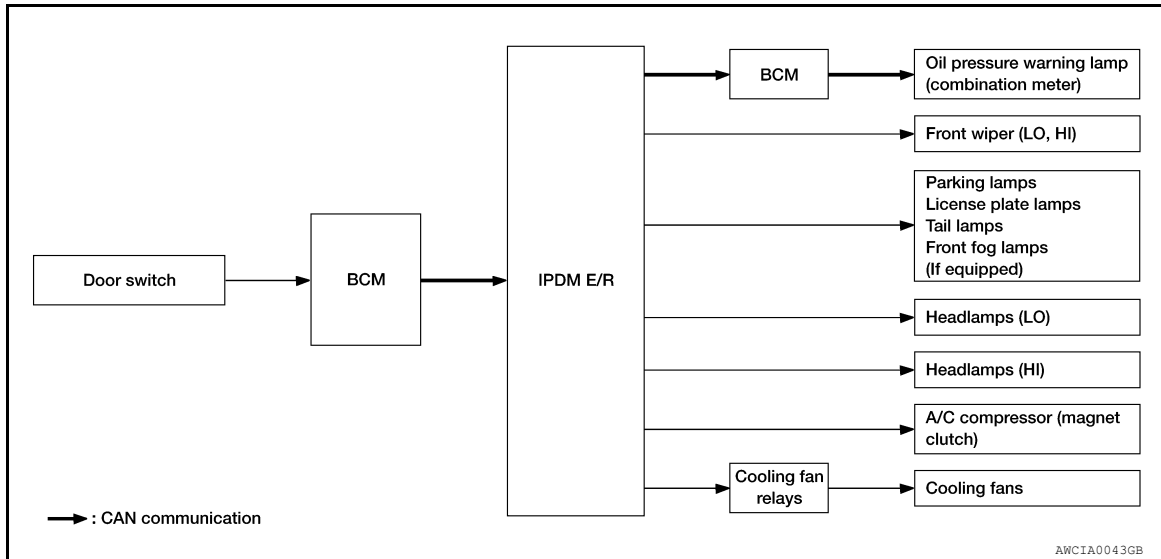 Door switch
BCM
IPDM E/R
BCM
Oil pressure warning lamp
(combination meter)
Front wiper (LO, HI)
Parking lamps
License plate lamps
Tail lamps
Front fog lamps
(If equipped)
Headlamps (LO)
Headlamps (HI)
A/C compressor (magnet
clutch)
Cooling fan
relays
Cooling fans
: CAN communication
AWCIA0043GB